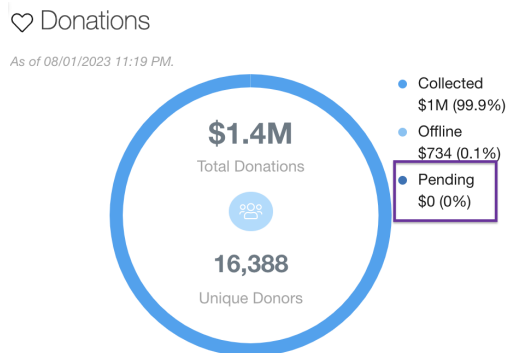 Donations
As of 08/01/2023 11:19 PM.
$1.4M
Total Donations
16,388
Unique Donors
Collected
$1M (99.9%)
Offline
$734 (0.1%)
Pending
$0 (0%)